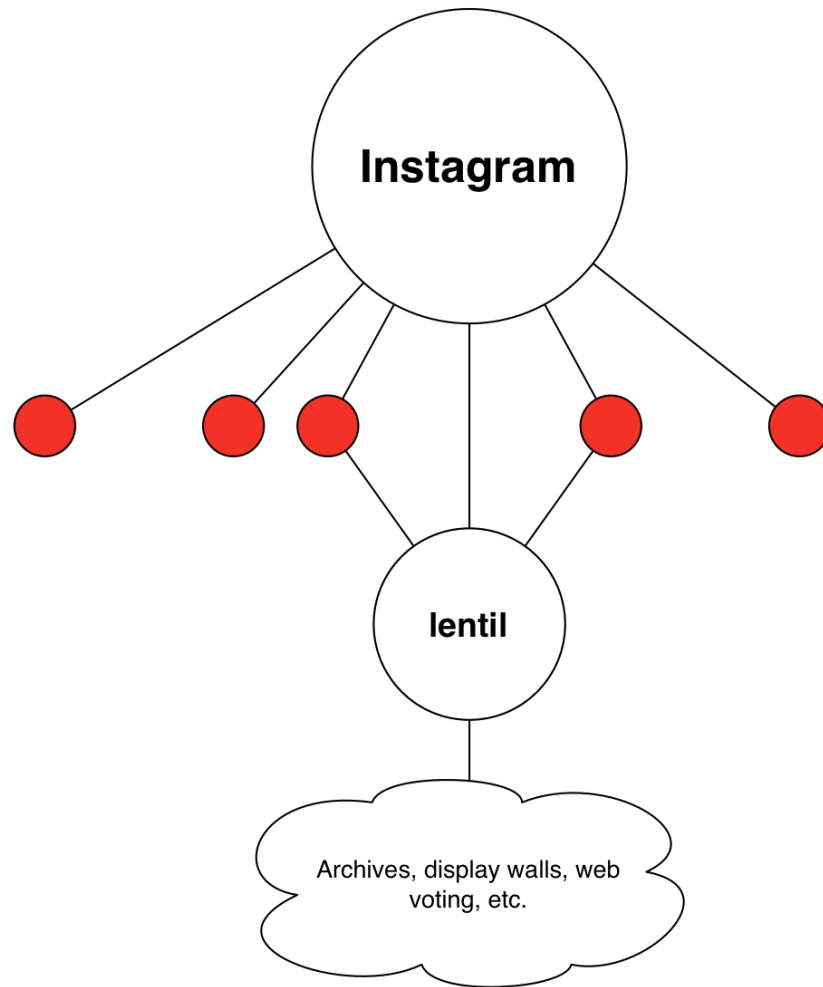 Instagram
lentil
Archives, display walls, web
voting, etc.